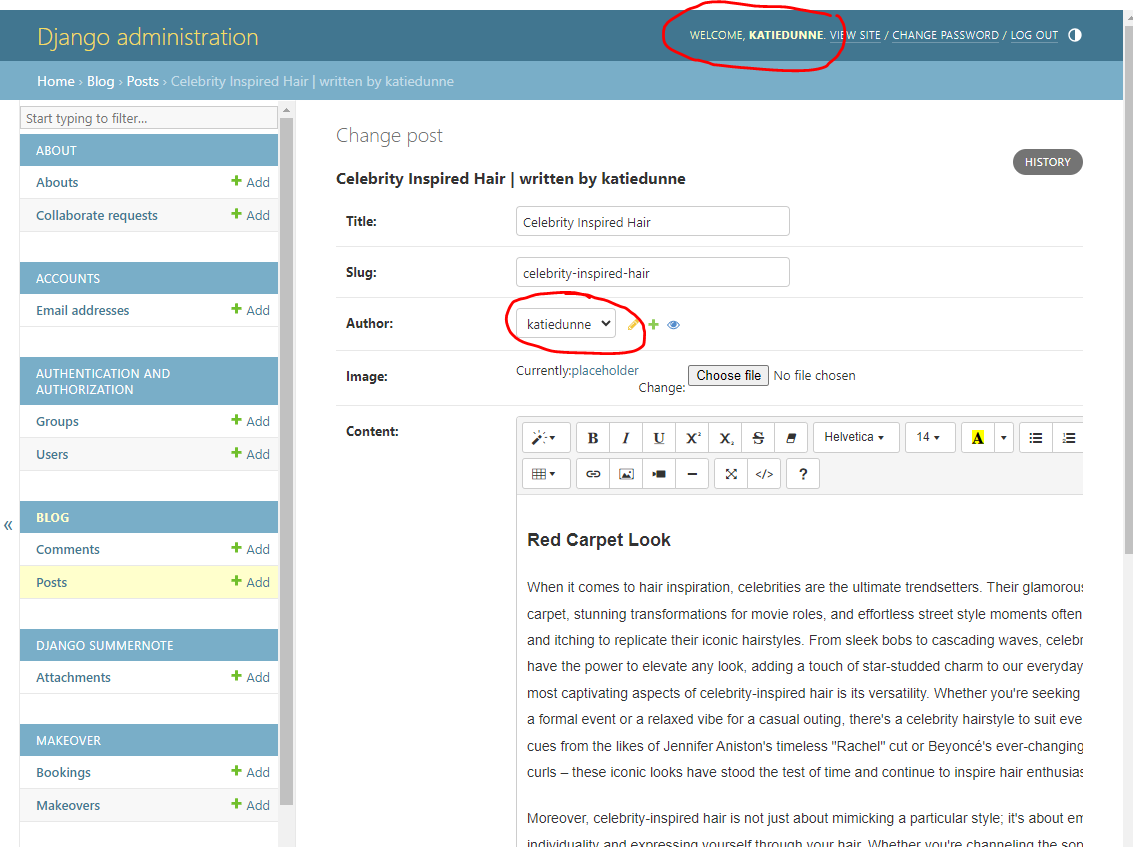 Django administration
WELCOME, KATIEDUNNE. VIEW SITE / CHANGE PASSWORD / LOG OUT
Home › Blog › Posts › Celebrity Inspired Hair | written by katiedunne
Start typing to filter...
ABOUT
Abouts + Add
Collaborate requests + Add
ACCOUNTS
Email addresses + Add
AUTHENTICATION AND
AUTHORIZATION
Groups + Add
Users + Add
«
BLOG
Comments + Add
Posts + Add
DJANGO SUMMERNOTE
Attachments + Add
MAKEOVER
Bookings + Add
Makeovers + Add
Change post
HISTORY
Celebrity Inspired Hair | written by katiedunne
Title: Celebrity Inspired Hair
Slug: celebrity-inspired-hair
Author: katiedunne
Image: Currently:placeholder
Change: Choose file No file chosen
Content:
B I U X² X₂ S Helvetica 14 A
</> ?
Red Carpet Look
When it comes to hair inspiration, celebrities are the ultimate trendsetters. Their glamorous
carpet, stunning transformations for movie roles, and effortless street style moments often
and itching to replicate their iconic hairstyles. From sleek bobs to cascading waves, celebr
have the power to elevate any look, adding a touch of star-studded charm to our everyday
most captivating aspects of celebrity-inspired hair is its versatility. Whether you're seeking
a formal event or a relaxed vibe for a casual outing, there's a celebrity hairstyle to suit eve
cues from the likes of Jennifer Aniston's timeless "Rachel" cut or Beyoncé's ever-changing
curls – these iconic looks have stood the test of time and continue to inspire hair enthusias
Moreover, celebrity-inspired hair is not just about mimicking a particular style; it's about em
individuality and expressing yourself through your hair. Whether you're channeling the